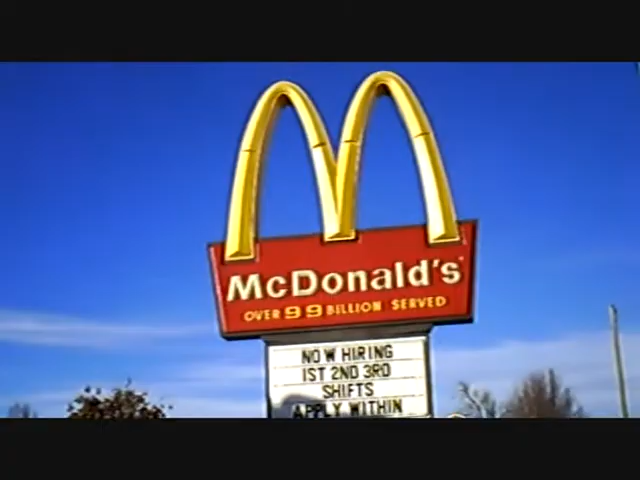 McDonald's
OVER 99 BILLION SERVED
NOW HIRING
1ST 2ND 3RD
SHIFTS
APPLY WITHIN